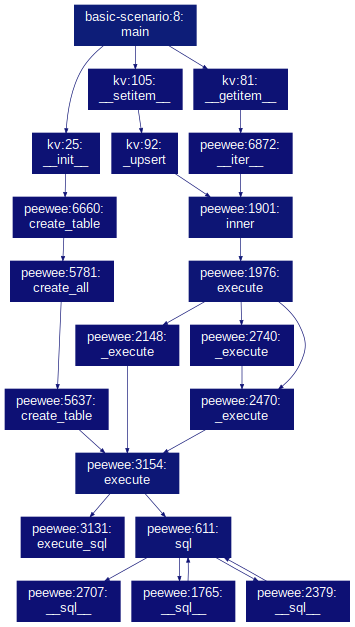 basic-scenario:8:
main
kv:105:
__setitem__
kv:81:
__getitem__
kv:25:
__init__
kv:92:
_upsert
peewee:6872:
__iter__
peewee:6660:
create_table
peewee:1901:
inner
peewee:5781:
create_all
peewee:1976:
execute
peewee:2148:
_execute
peewee:2740:
_execute
peewee:5637:
create_table
peewee:2470:
_execute
peewee:3154:
execute
peewee:3131:
execute_sql
peewee:611:
sql
peewee:2707:
__sql__
peewee:1765:
__sql__
peewee:2379:
__sql__